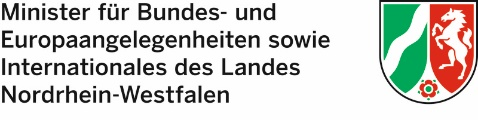 Minister für Bundes- und
Europaangelegenheiten sowie
Internationales des Landes
Nordrhein-Westfalen